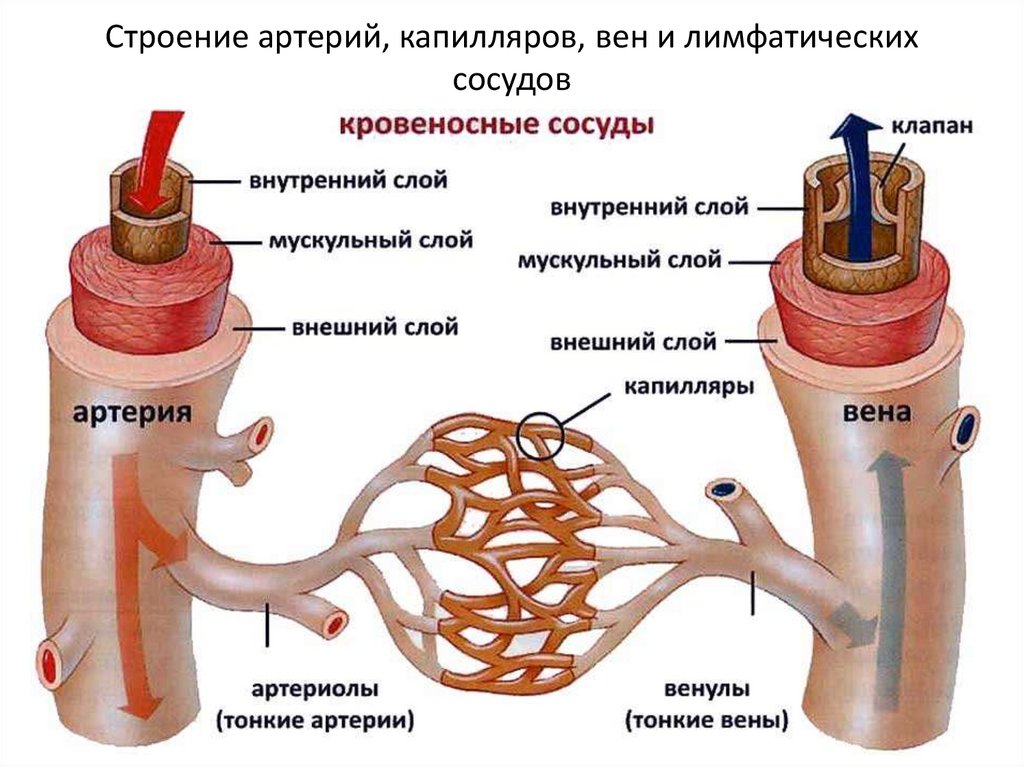 Строение артерий, капилляров, вен и лимфатических
сосудов
кровеносные сосуды
клапан
внутренний слой
внутренний слой
мускульный слой
мускульный слой
внешний слой
внешний слой
капилляры
артерия
вена
артериолы
(тонкие артерии)
венулы
(тонкие вены)